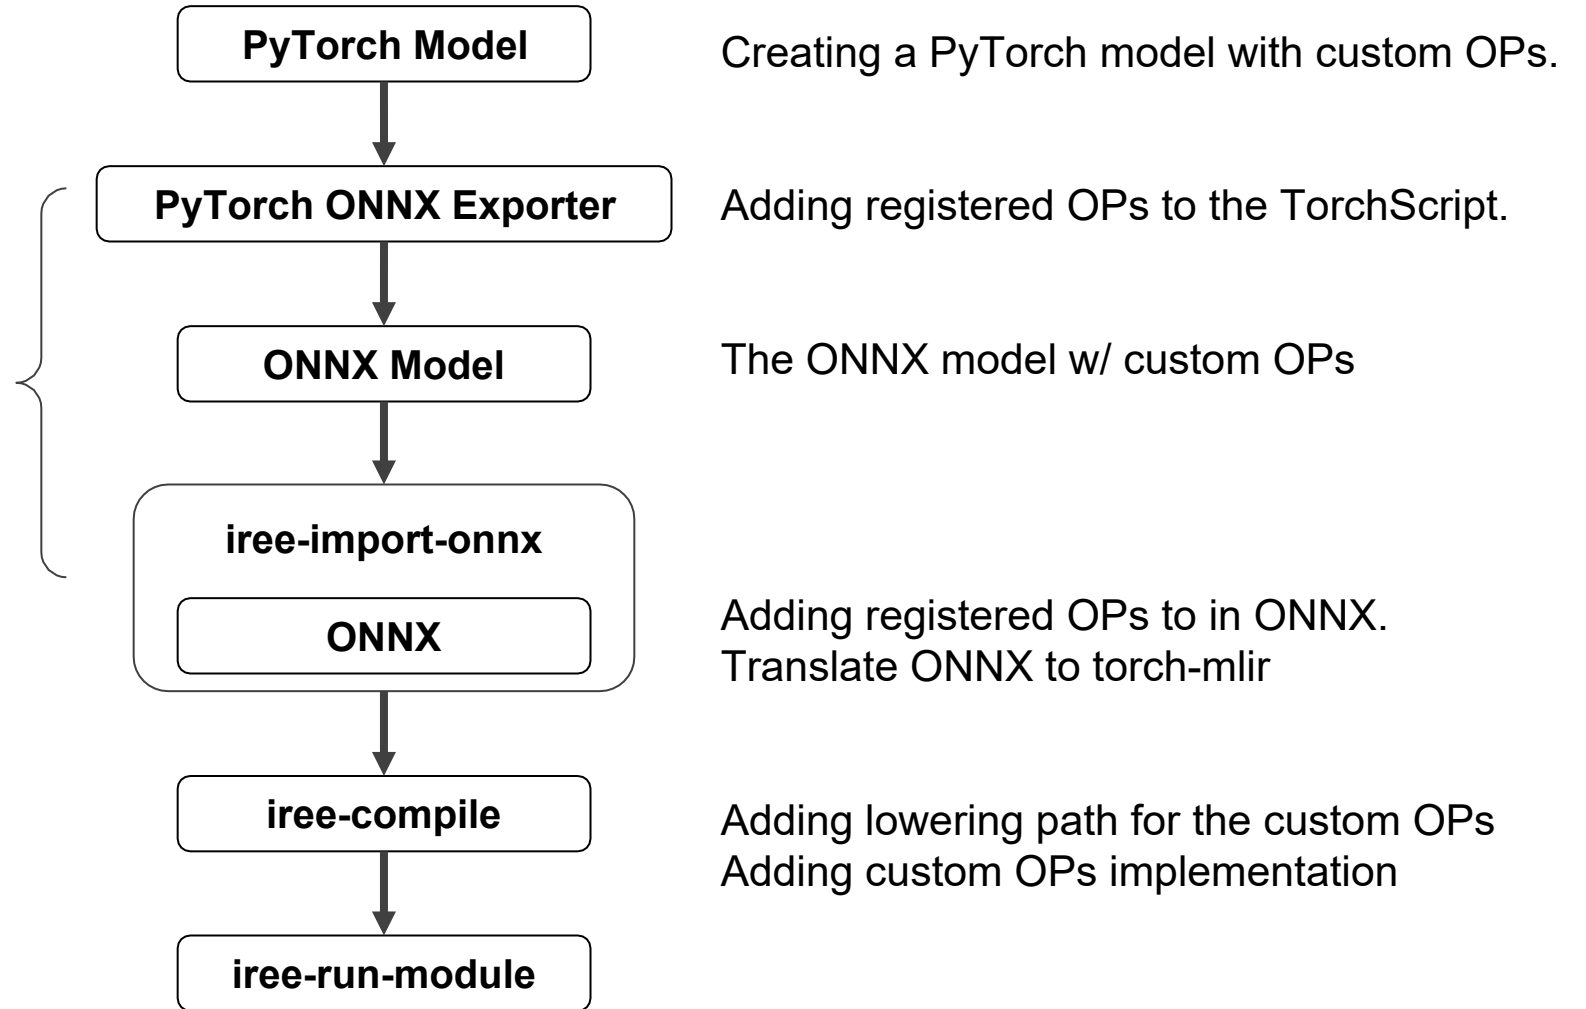 PyTorch Model
Creating a PyTorch model with custom OPs.
PyTorch ONNX Exporter
Adding registered OPs to the TorchScript.
ONNX Model
The ONNX model w/ custom OPs
iree-import-onnx
ONNX
Adding registered OPs to in ONNX.
Translate ONNX to torch-mlir
iree-compile
Adding lowering path for the custom OPs
Adding custom OPs implementation
iree-run-module